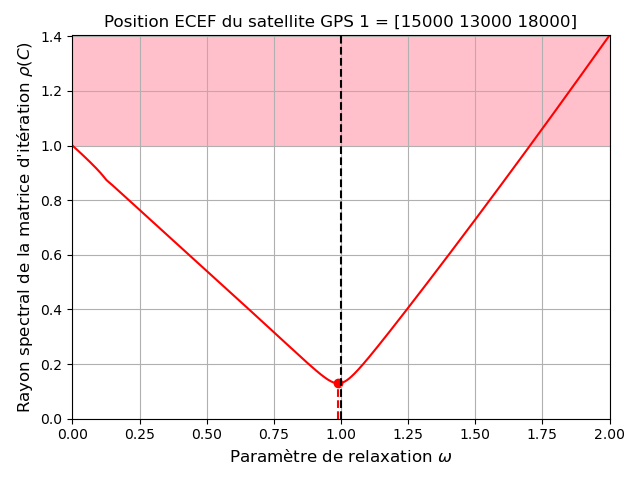 Position ECEF du satellite GPS 1 = [15000 13000 18000]
Rayon spectral de la matrice d'itération ρ(C)
1.4
1.2
1.0
0.8
0.6
0.4
0.2
0.0
0.00 0.25 0.50 0.75 1.00 1.25 1.50 1.75 2.00
Paramètre de relaxation ω